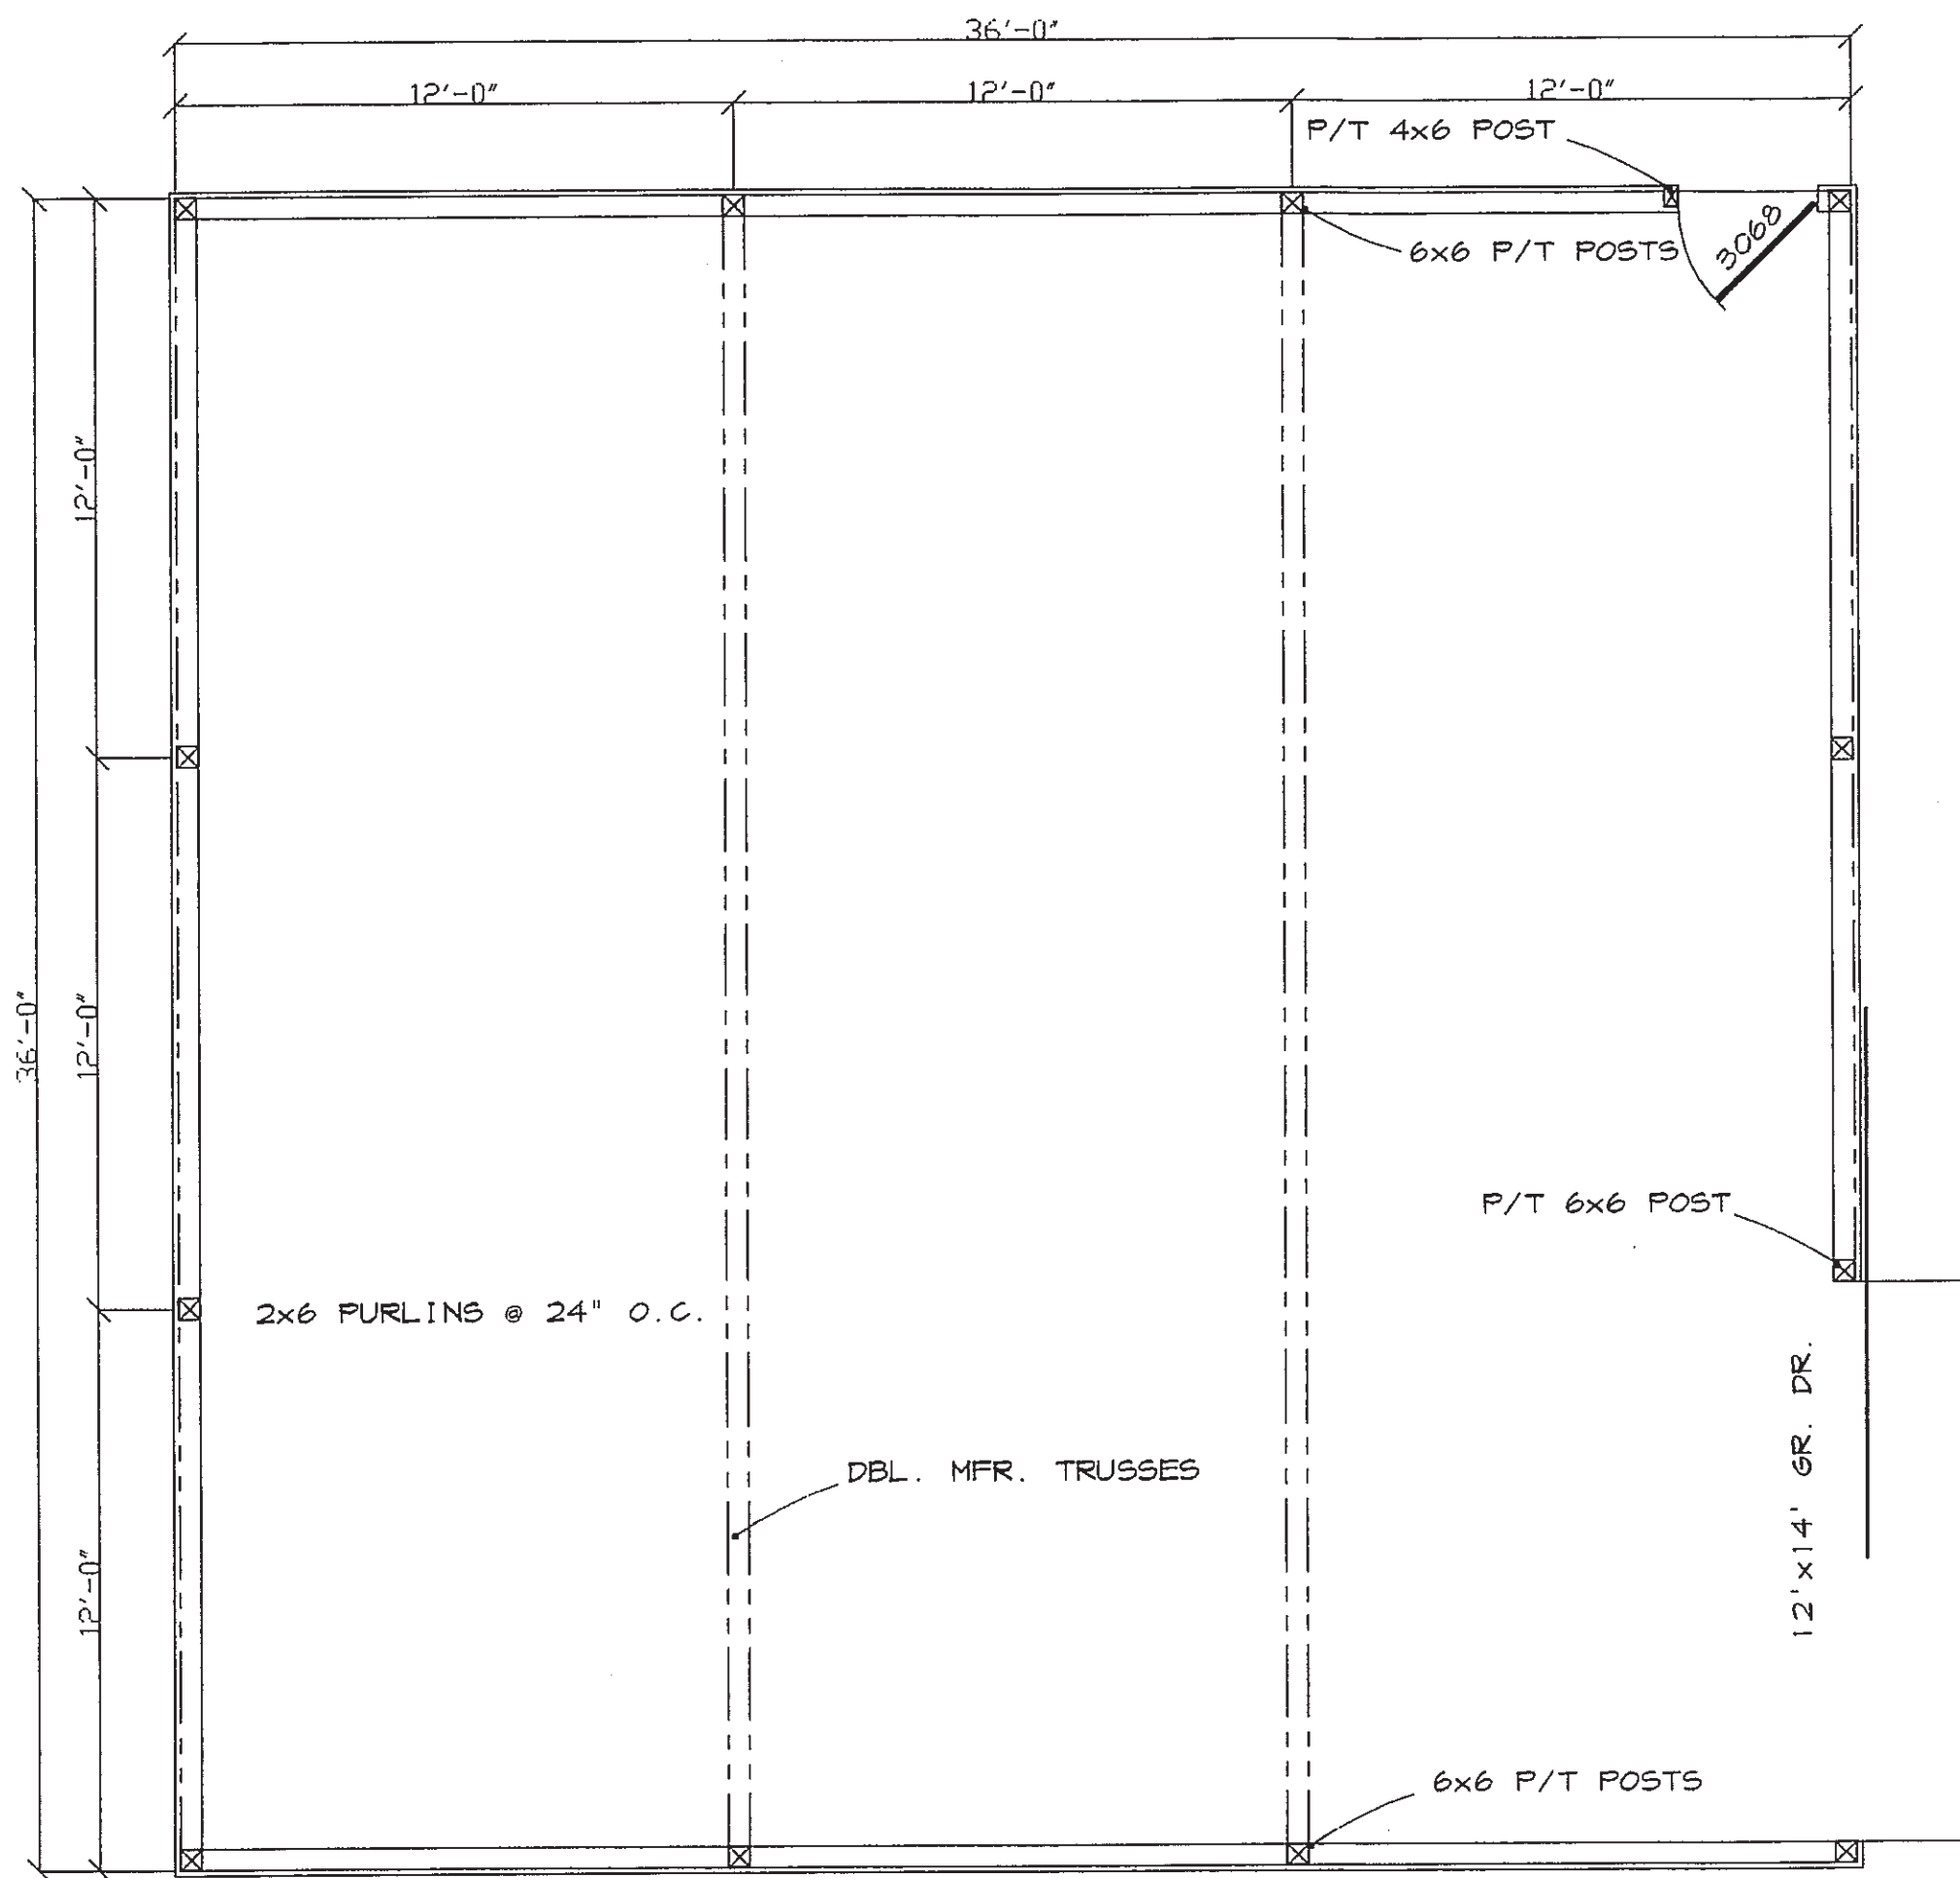 36'-0"
12'-0" 12'-0" 12'-0"
P/T 4x6 POST
3068
6x6 P/T POSTS
12'-0"
36'-0"
12'-0"
P/T 6x6 POST
2x6 PURLINS @ 24" O.C.
12'x14' GR. DR.
DBL. MFR. TRUSSES
12'-0"
6x6 P/T POSTS